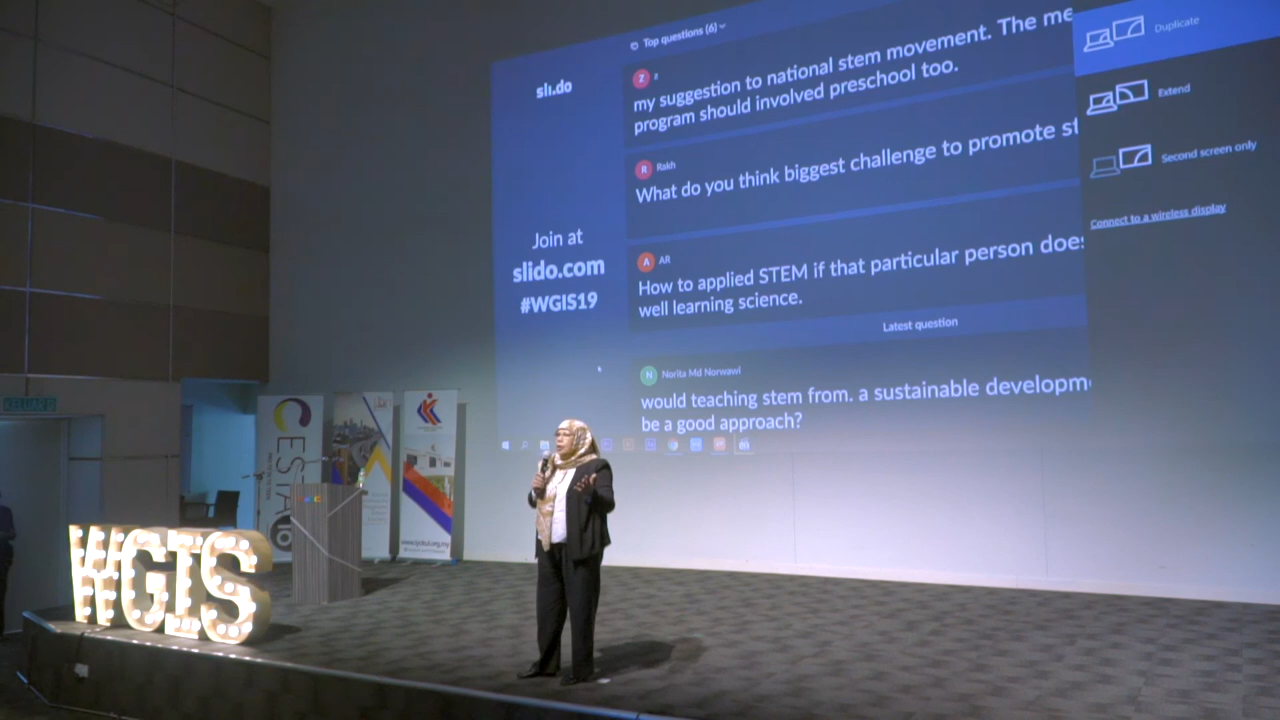 Top questions (6)
sli.do
Z z
my suggestion to national stem movement. The me
program should involved preschool too.
R Rakh
What do you think biggest challenge to promote st
A AR
How to applied STEM if that particular person does
well learning science.
Join at
slido.com
#WGIS19
Latest question
N Norita Md Norwawi
would teaching stem from. a sustainable developm
be a good approach?
Duplicate
Extend
Second screen only
Connect to a wireless display
KELUAR
ESTA
WGIS